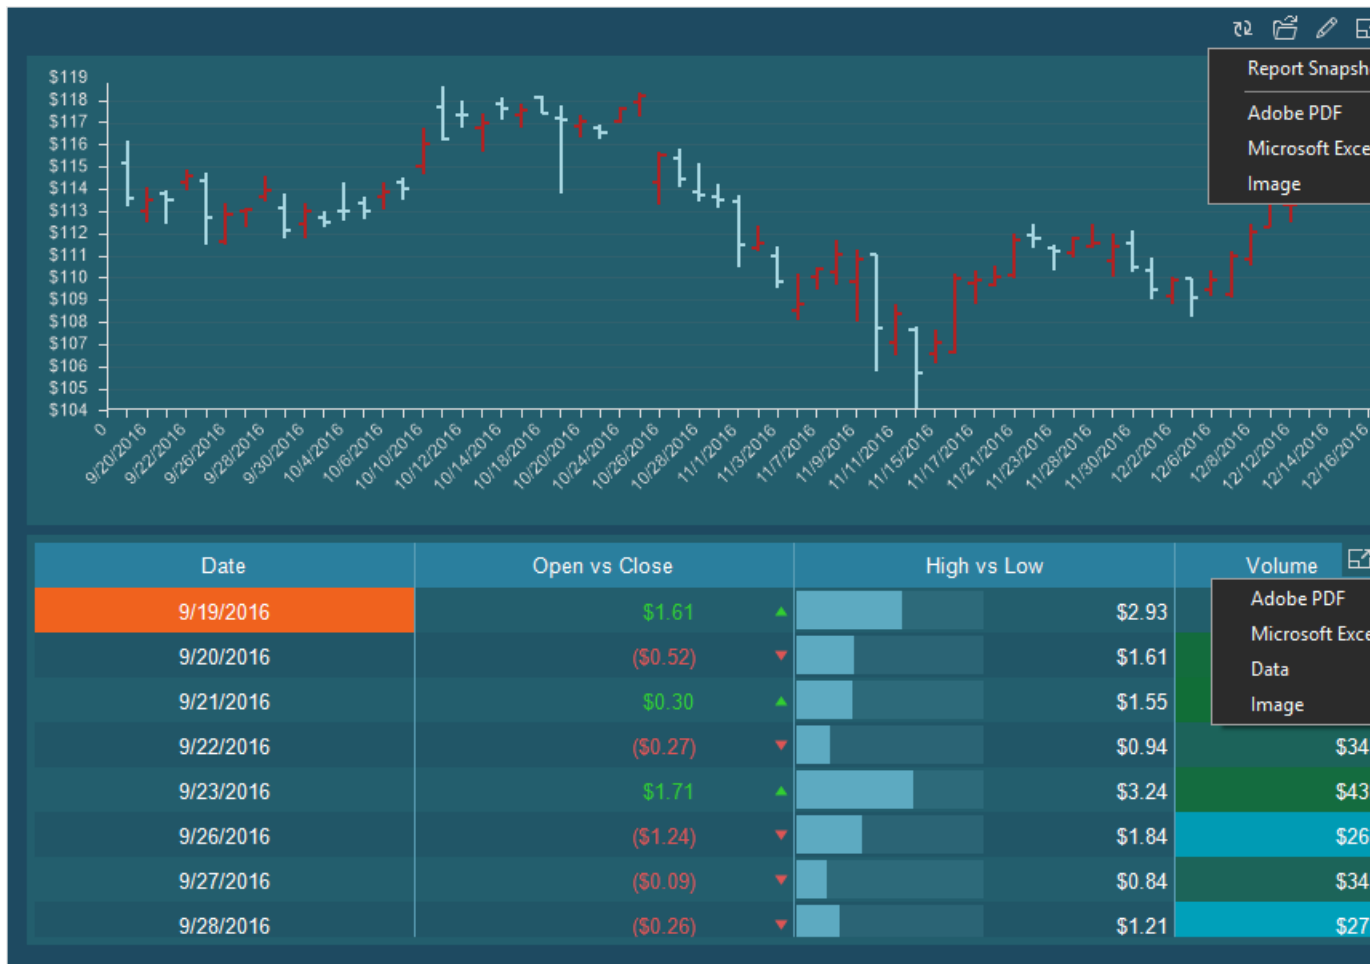 Report Snapsh
Adobe PDF
Microsoft Exce
Image
$119
$118
$117
$116
$115
$114
$113
$112
$111
$110
$109
$108
$107
$106
$105
$104
0
9/20/2016
9/22/2016
9/26/2016
9/28/2016
9/30/2016
10/4/2016
10/6/2016
10/10/2016
10/12/2016
10/14/2016
10/18/2016
10/20/2016
10/24/2016
10/26/2016
10/28/2016
11/1/2016
11/3/2016
11/7/2016
11/9/2016
11/11/2016
11/15/2016
11/17/2016
11/21/2016
11/23/2016
11/28/2016
11/30/2016
12/2/2016
12/6/2016
12/8/2016
12/12/2016
12/14/2016
12/16/2016
Date Open vs Close High vs Low Volume
Adobe PDF
Microsoft Exce
Data
Image
9/19/2016 $1.61 $2.93
9/20/2016 ($0.52) $1.61
9/21/2016 $0.30 $1.55
9/22/2016 ($0.27) $0.94 $34
9/23/2016 $1.71 $3.24 $43
9/26/2016 ($1.24) $1.84 $26
9/27/2016 ($0.09) $0.84 $34
9/28/2016 ($0.26) $1.21 $27